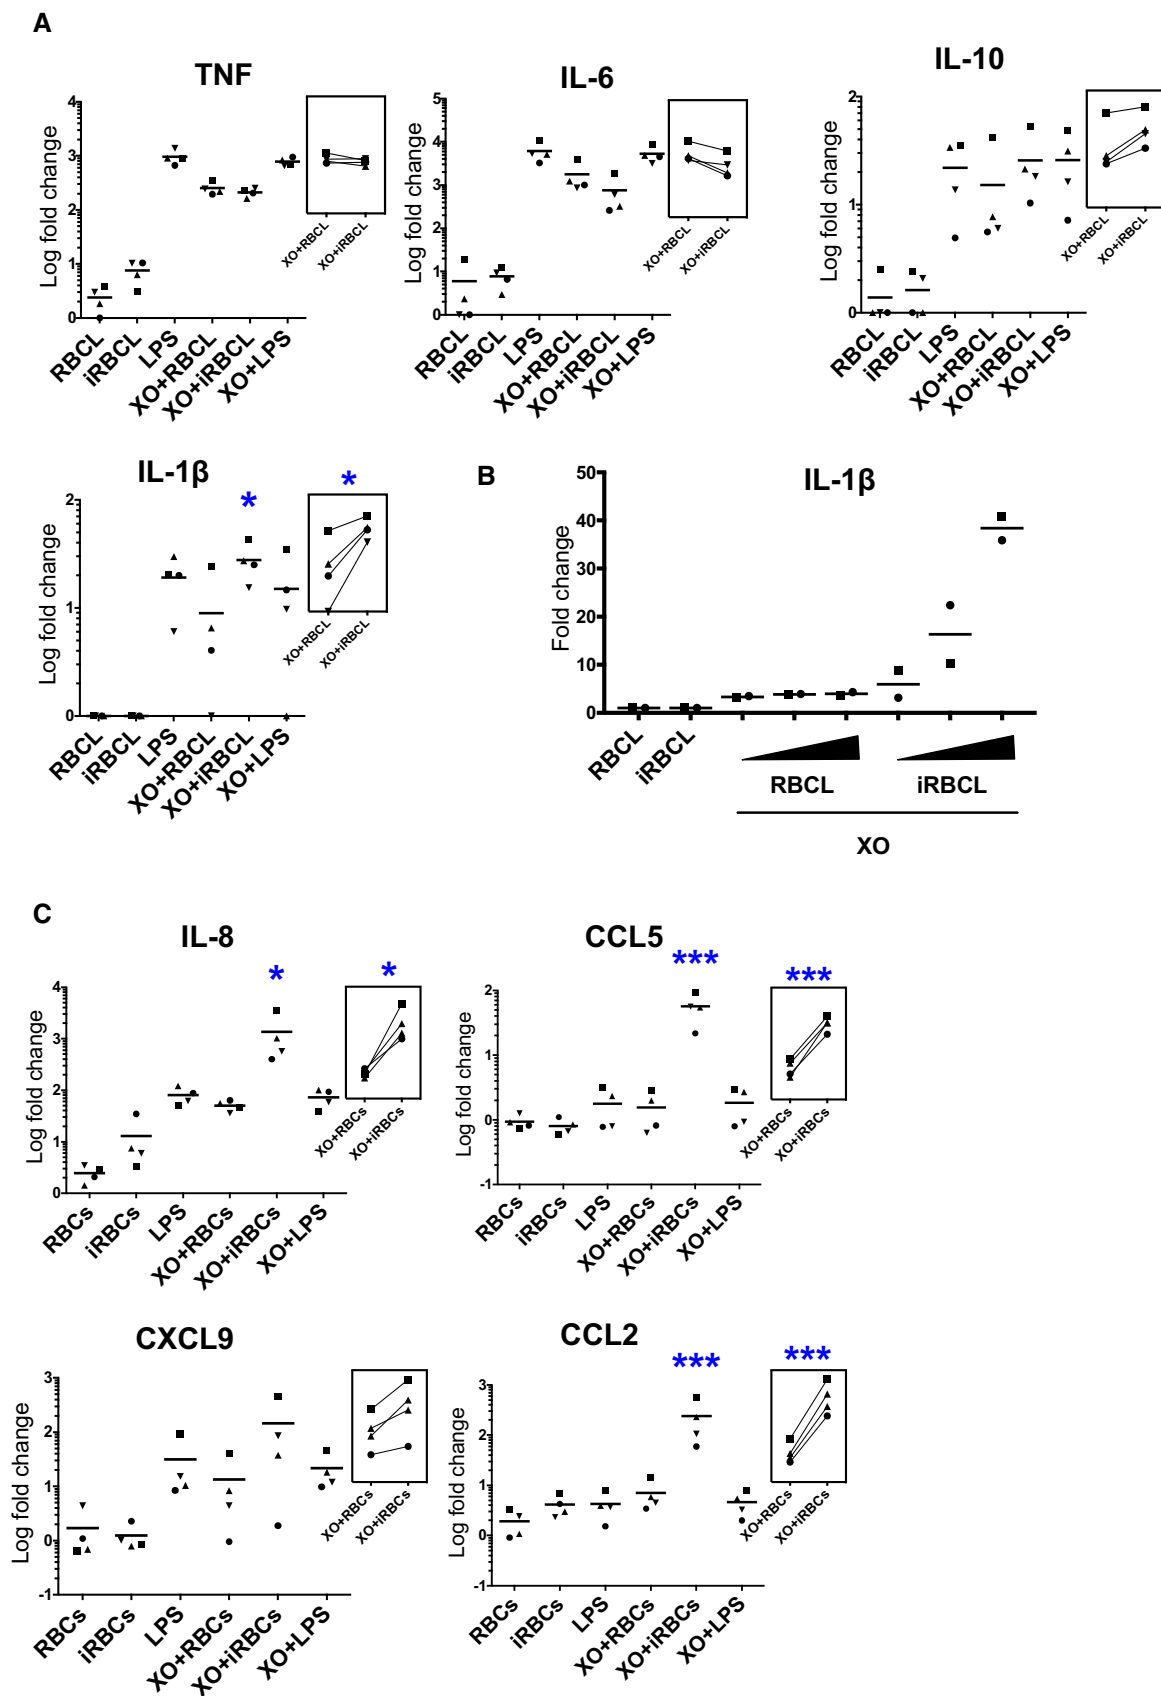 A
TNF
Log fold change
4
3
2
1
0
RBCL
iRBCL
LPS
XO+RBCL
XO+iRBCL
XO+LPS
XO+RBCL
XO+iRBCL
IL-6
Log fold change
5
4
3
2
1
0
RBCL
iRBCL
LPS
XO+RBCL
XO+iRBCL
XO+LPS
XO+RBCL
XO+iRBCL
IL-10
Log fold change
2
1
0
RBCL
iRBCL
LPS
XO+RBCL
XO+iRBCL
XO+LPS
XO+RBCL
XO+iRBCL
IL-1β
Log fold change
2
1
0
*
*
RBCL
iRBCL
LPS
XO+RBCL
XO+iRBCL
XO+LPS
XO+RBCL
XO+iRBCL
B
IL-1β
Fold change
50
40
30
20
10
0
RBCL
iRBCL
RBCL
iRBCL
XO
C
IL-8
Log fold change
4
3
2
1
0
*
*
RBCs
iRBCs
LPS
XO+RBCs
XO+iRBCs
XO+LPS
XO+RBCs
XO+iRBCs
CCL5
Log fold change
2
1
0
-1
***
***
RBCs
iRBCs
LPS
XO+RBCs
XO+iRBCs
XO+LPS
XO+RBCs
XO+iRBCs
CXCL9
Log fold change
3
2
1
0
-1
RBCs
iRBCs
LPS
XO+RBCs
XO+iRBCs
XO+LPS
XO+RBCs
XO+iRBCs
CCL2
Log fold change
3
2
1
0
-1
***
***
RBCs
iRBCs
LPS
XO+RBCs
XO+iRBCs
XO+LPS
XO+RBCs
XO+iRBCs